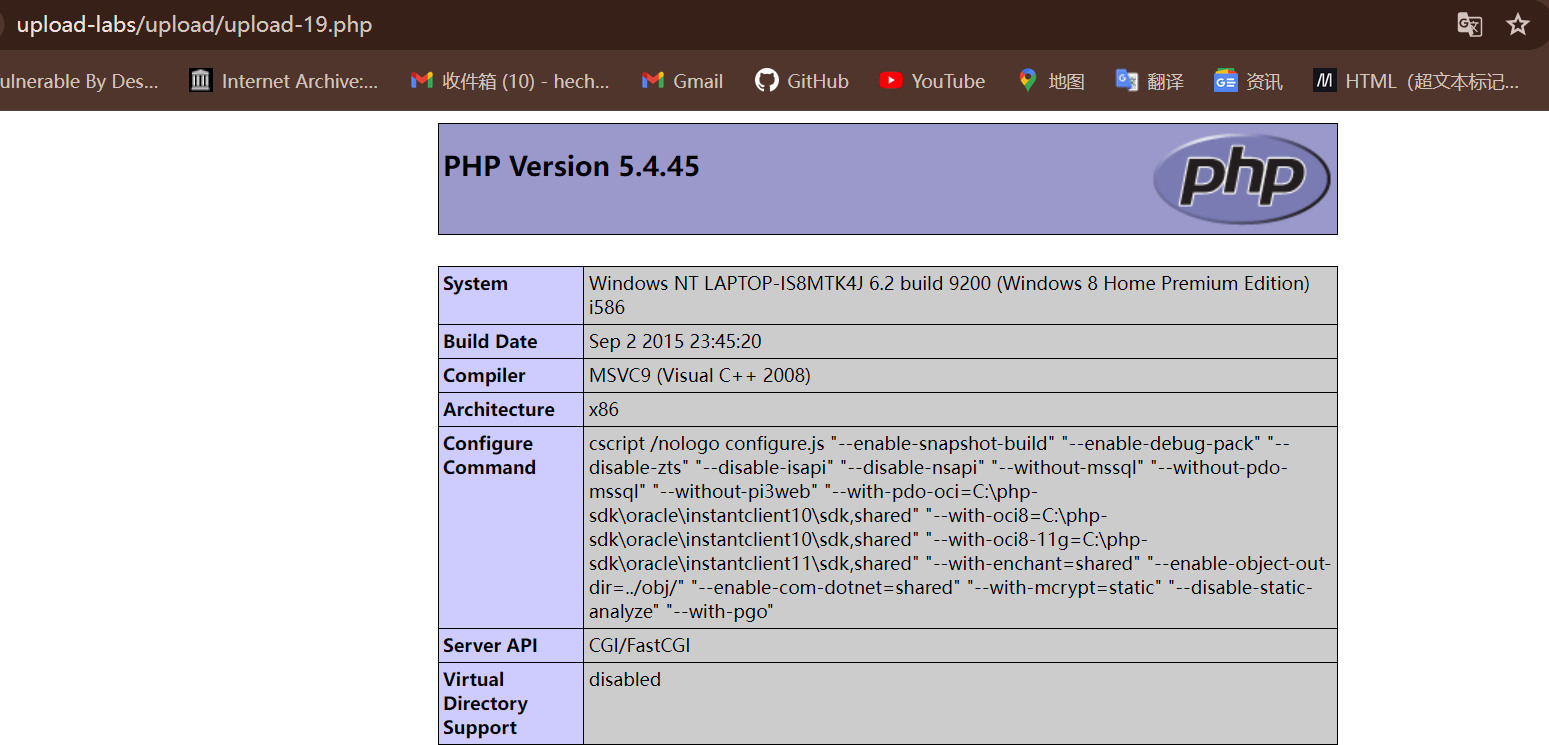 upload-labs/upload/upload-19.php
ulnerable By Des...
Internet Archive:...
收件箱 (10) - hech...
Gmail
GitHub
YouTube
地图
翻译
资讯
HTML（超文本标记...
PHP Version 5.4.45
php
System
Windows NT LAPTOP-IS8MTK4J 6.2 build 9200 (Windows 8 Home Premium Edition)
i586
Build Date
Sep 2 2015 23:45:20
Compiler
MSVC9 (Visual C++ 2008)
Architecture
x86
Configure
Command
cscript /nologo configure.js "--enable-snapshot-build" "--enable-debug-pack" "--
disable-zts" "--disable-isapi" "--disable-nsapi" "--without-mssql" "--without-pdo-
mssql" "--without-pi3web" "--with-pdo-oci=C:\php-
sdk\oracle\instantclient10\sdk,shared" "--with-oci8=C:\php-
sdk\oracle\instantclient10\sdk,shared" "--with-oci8-11g=C:\php-
sdk\oracle\instantclient11\sdk,shared" "--with-enchant=shared" "--enable-object-out-
dir=../obj/" "--enable-com-dotnet=shared" "--with-mcrypt=static" "--disable-static-
analyze" "--with-pgo"
Server API
CGI/FastCGI
Virtual
Directory
Support
disabled